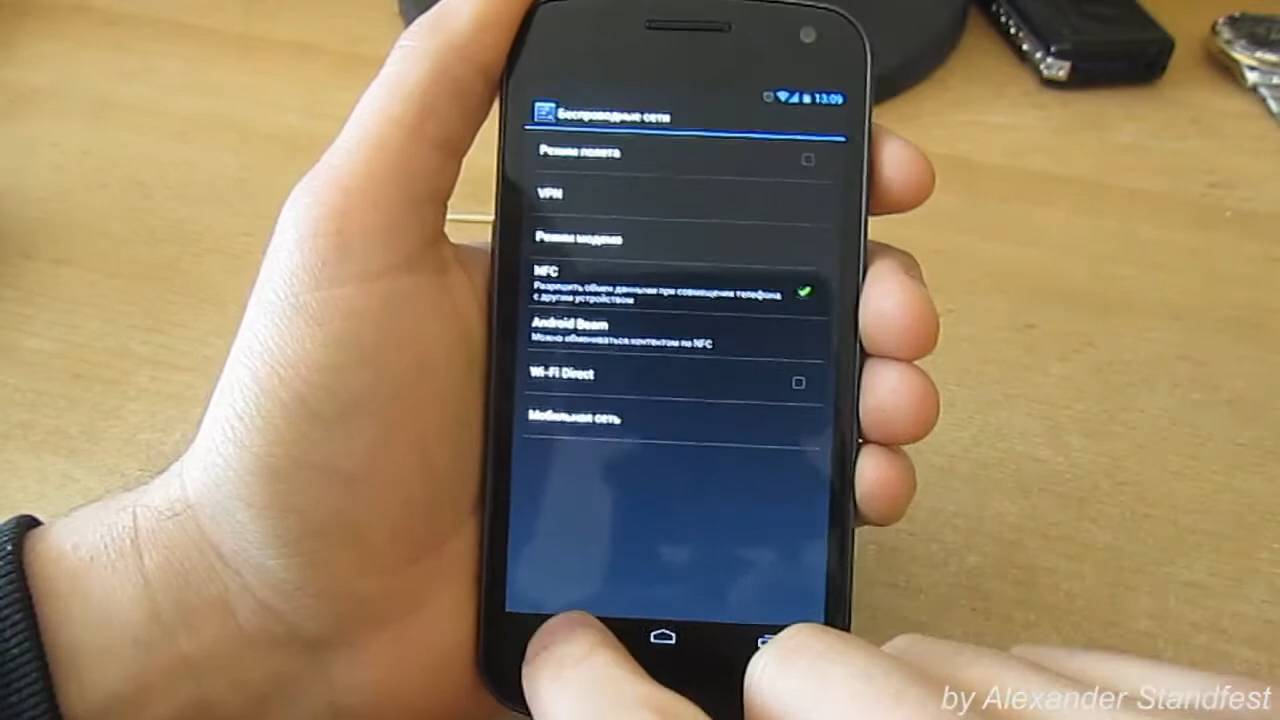 13:09
Беспроводные сети
Режим полета
VPN
Режим модема
NFC
Разрешить обмен данными при совмещении телефона
с другим устройством
Android Beam
Можно обмениваться контентом по NFC
Wi-Fi Direct
Мобильная сеть
by Alexander Standfest